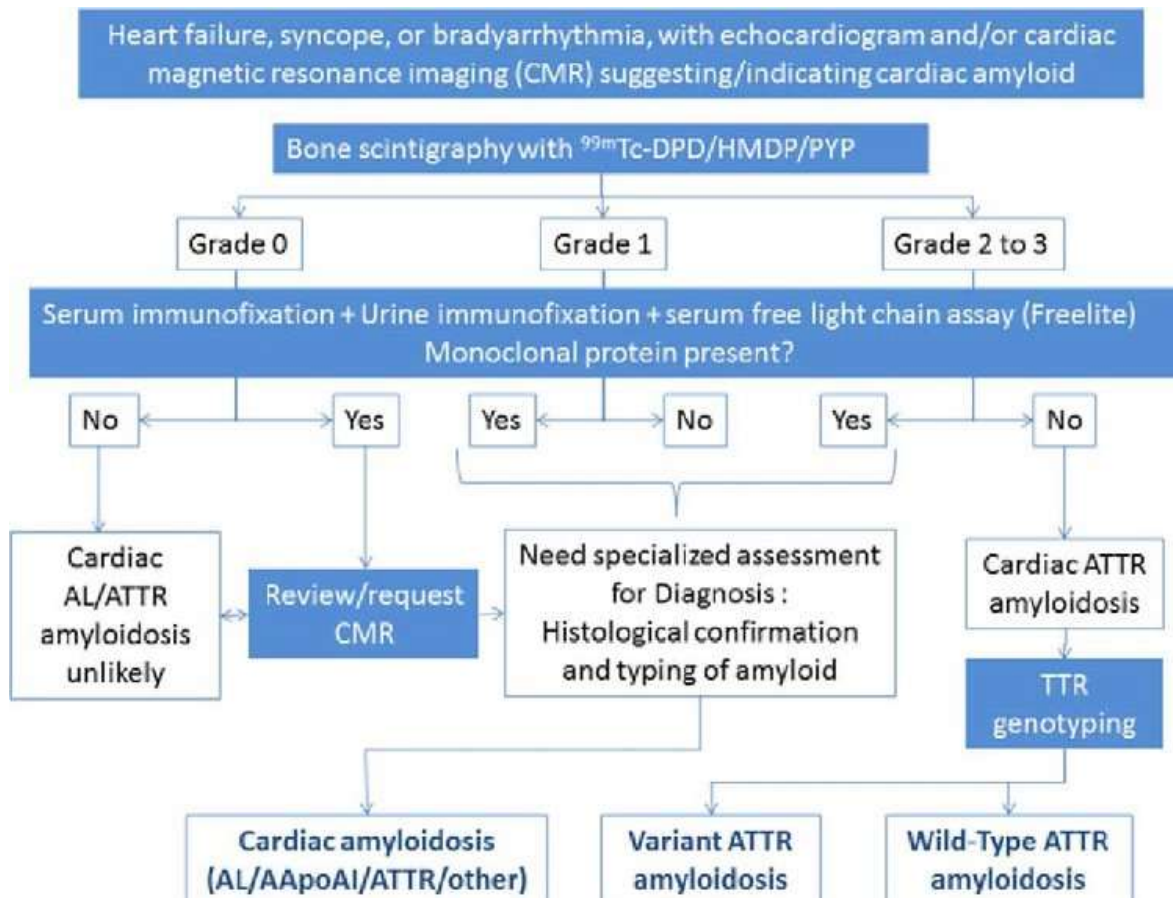 Heart failure, syncope, or bradyarrhythmia, with echocardiogram and/or cardiac
magnetic resonance imaging (CMR) suggesting/indicating cardiac amyloid
Bone scintigraphy with ⁹⁹ᵐTc-DPD/HMDP/PYP
Grade 0
Grade 1
Grade 2 to 3
Serum immunofixation + Urine immunofixation + serum free light chain assay (Freelite)
Monoclonal protein present?
No
Yes
Yes
No
Yes
No
Cardiac
AL/ATTR
amyloidosis
unlikely
Review/request
CMR
Need specialized assessment
for Diagnosis :
Histological confirmation
and typing of amyloid
Cardiac ATTR
amyloidosis
TTR
genotyping
Cardiac amyloidosis
(AL/AApoAI/ATTR/other)
Variant ATTR
amyloidosis
Wild-Type ATTR
amyloidosis